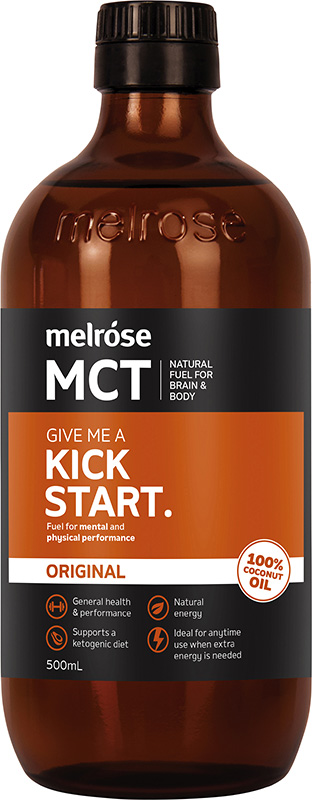 melrose
melróse
MCT
NATURAL
FUEL FOR
BRAIN &
BODY
GIVE ME A
KICK
START.
Fuel for mental and
physical performance
ORIGINAL
100%
COCONUT
OIL
General health
& performance
Natural
energy
Supports a
ketogenic diet
Ideal for anytime
use when extra
energy is needed
500mL